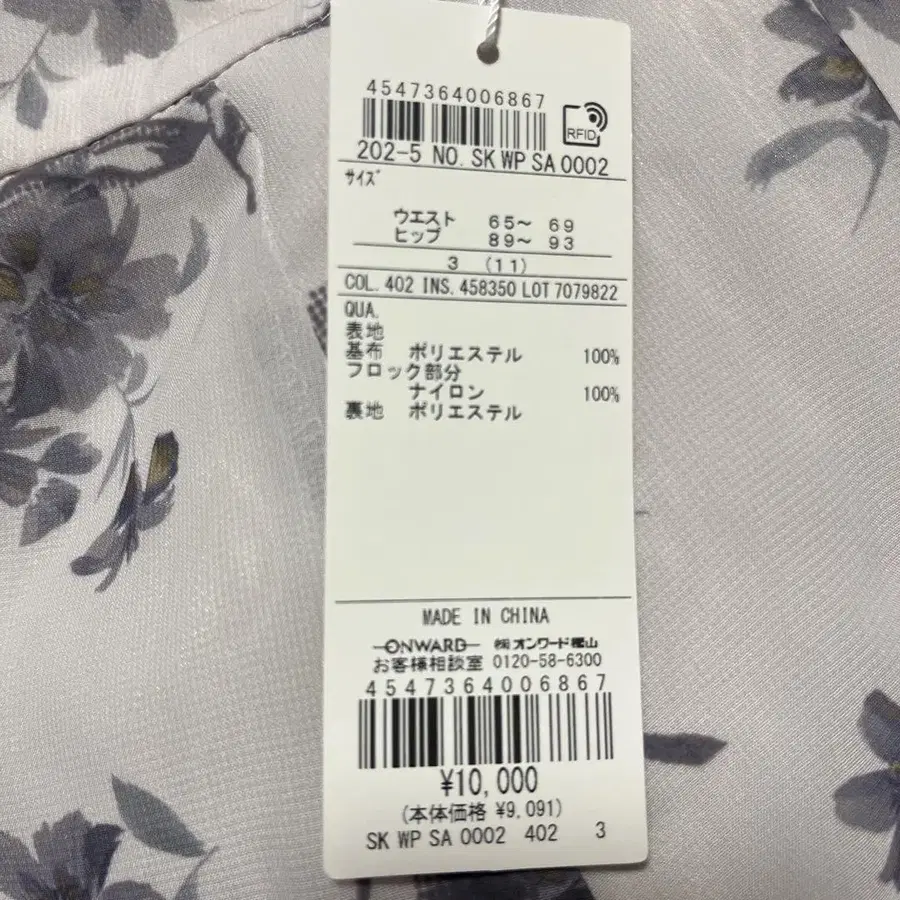 4547364006867
RFID
202-5 NO. SK WP SA 0002
サイズ
ウエスト 65～ 69
ヒップ 89～ 93
3 (11)
COL. 402 INS. 458350 LOT 7079822
QUA.
表地
基布 ポリエステル 100%
フロック部分
ナイロン 100%
裏地 ポリエステル
MADE IN CHINA
ONWARD ㈱オンワード樫山
お客様相談室 0120-58-6300
4547364006867
¥10,000
(本体価格 ¥9,091)
SK WP SA 0002 402 3